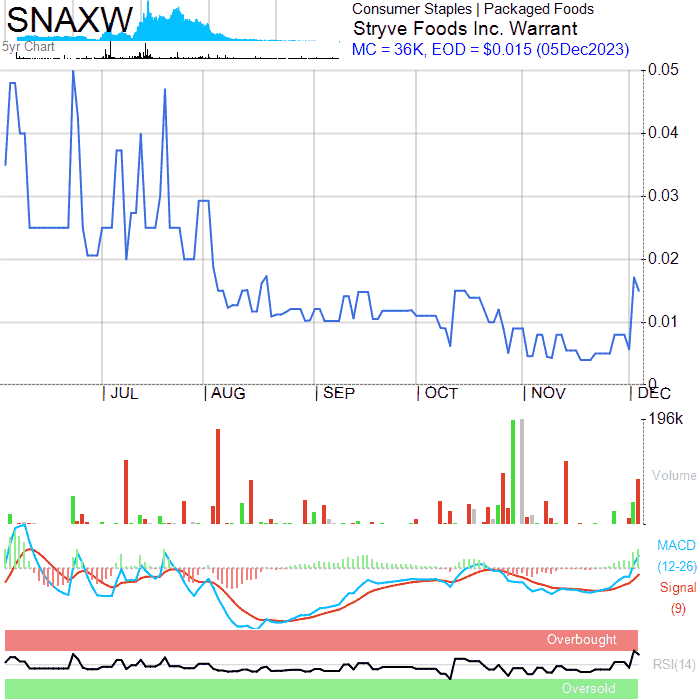 SNAXW
5yr Chart
Consumer Staples | Packaged Foods
Stryve Foods Inc. Warrant
MC = 36K, EOD = $0.015 (05Dec2023)
0.05
0.04
0.03
0.02
0.01
0
JUL AUG SEP OCT NOV DEC
196K
Volume
MACD
(12-26)
Signal
(9)
Overbought
RSI(14)
Oversold